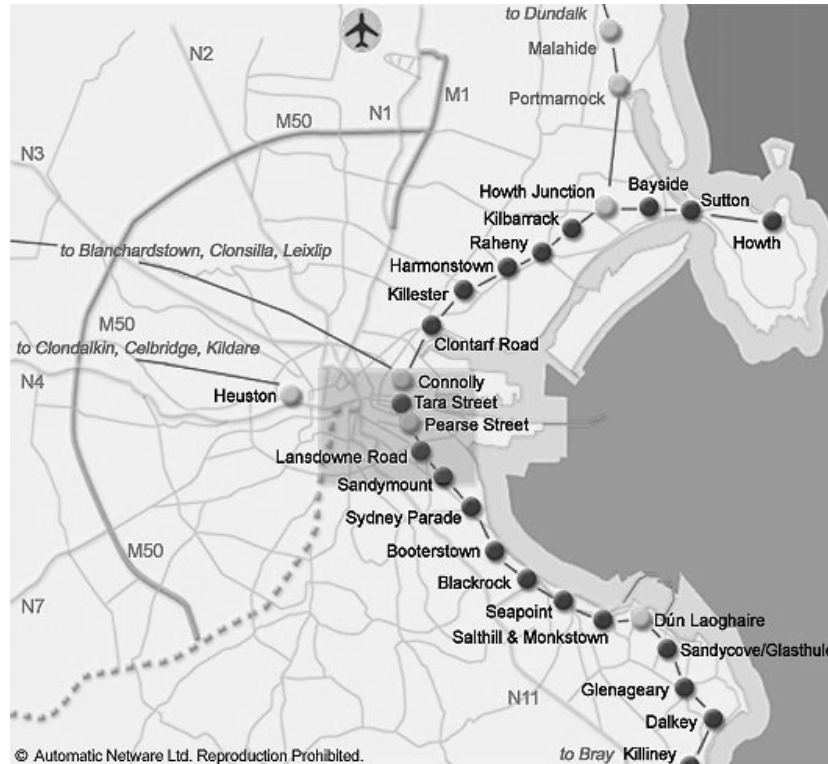 to Dundalk
Malahide
N2
N1
M1
Portmarnock
M50
N3
Howth Junction
Bayside
Sutton
Kilbarrack
Howth
Raheny
to Blanchardstown, Clonsilla, Leixlip
Harmonstown
Killester
M50
Clontarf Road
to Clondalkin, Celbridge, Kildare
N4
Connolly
Heuston
Tara Street
Pearse Street
Lansdowne Road
Sandymount
Sydney Parade
M50
Booterstown
Blackrock
N7
Seapoint
Dún Laoghaire
Salthill & Monkstown
Sandycove/Glasthule
N11
Glenageary
Dalkey
to Bray
Killiney
© Automatic Netware Ltd. Reproduction Prohibited.